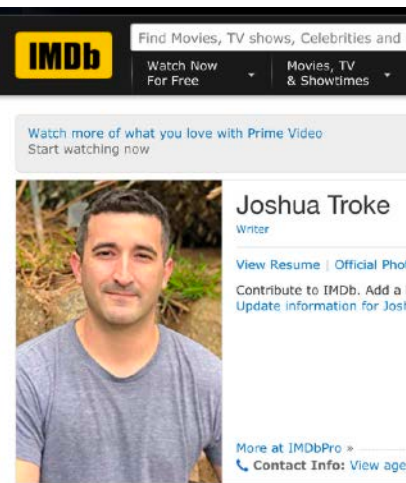 IMDb
Find Movies, TV shows, Celebrities and
Watch Now
For Free
Movies, TV
& Showtimes
Watch more of what you love with Prime Video
Start watching now
Joshua Troke
Writer
View Resume | Official Phot
Contribute to IMDb. Add a
Update information for Josh
More at IMDbPro »
Contact Info: View age